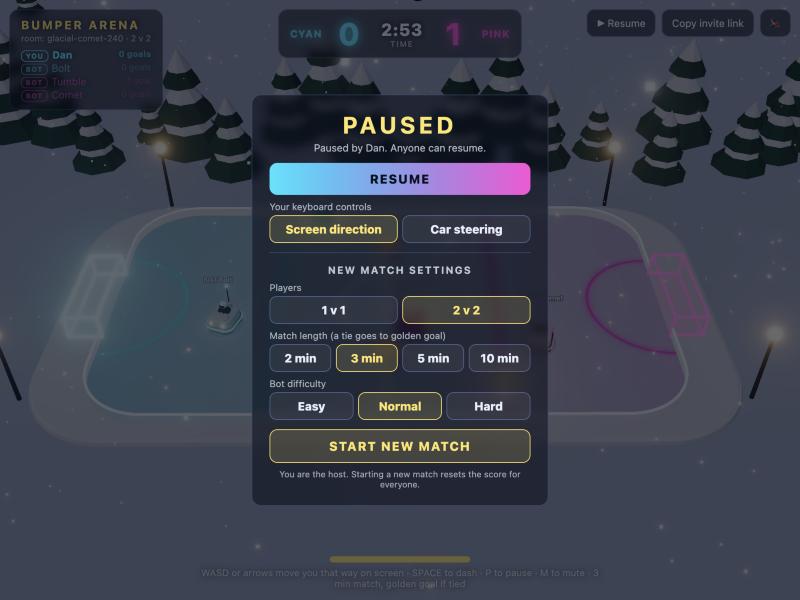 BUMPER ARENA
room: glacial-comet-240 · 2 v 2
YOU Dan 0 goals
BOT Bolt 0 goals
BOT Tumble
BOT Comet 0 goals
CYAN 0 2:53 1 PINK
TIME
▶ Resume Copy invite link
PAUSED
Paused by Dan. Anyone can resume.
RESUME
Your keyboard controls
Screen direction Car steering
NEW MATCH SETTINGS
Players
1 v 1 2 v 2
Match length (a tie goes to golden goal)
2 min 3 min 5 min 10 min
Bot difficulty
Easy Normal Hard
START NEW MATCH
You are the host. Starting a new match resets the score for
everyone.
WASD or arrows move you that way on screen · SPACE to dash · P to pause · M to mute · 3
min match, golden goal if tied